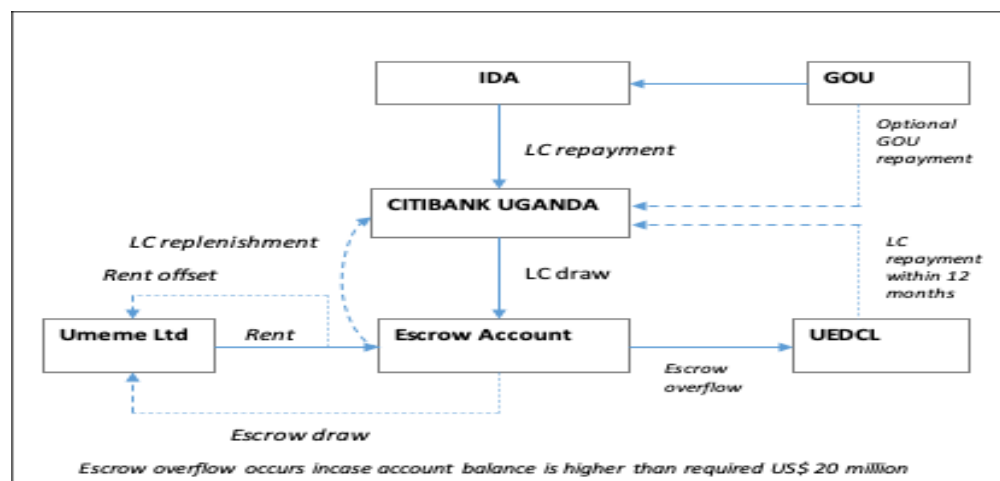 IDA
GOU
Optional
GOU
repayment
LC repayment
CITIBANK UGANDA
LC replenishment
Rent offset
LC draw
LC
repayment
within 12
months
Umeme Ltd
Rent
Escrow Account
UEDCL
Escrow
overflow
Escrow draw
Escrow overflow occurs incase account balance is higher than required US$ 20 million